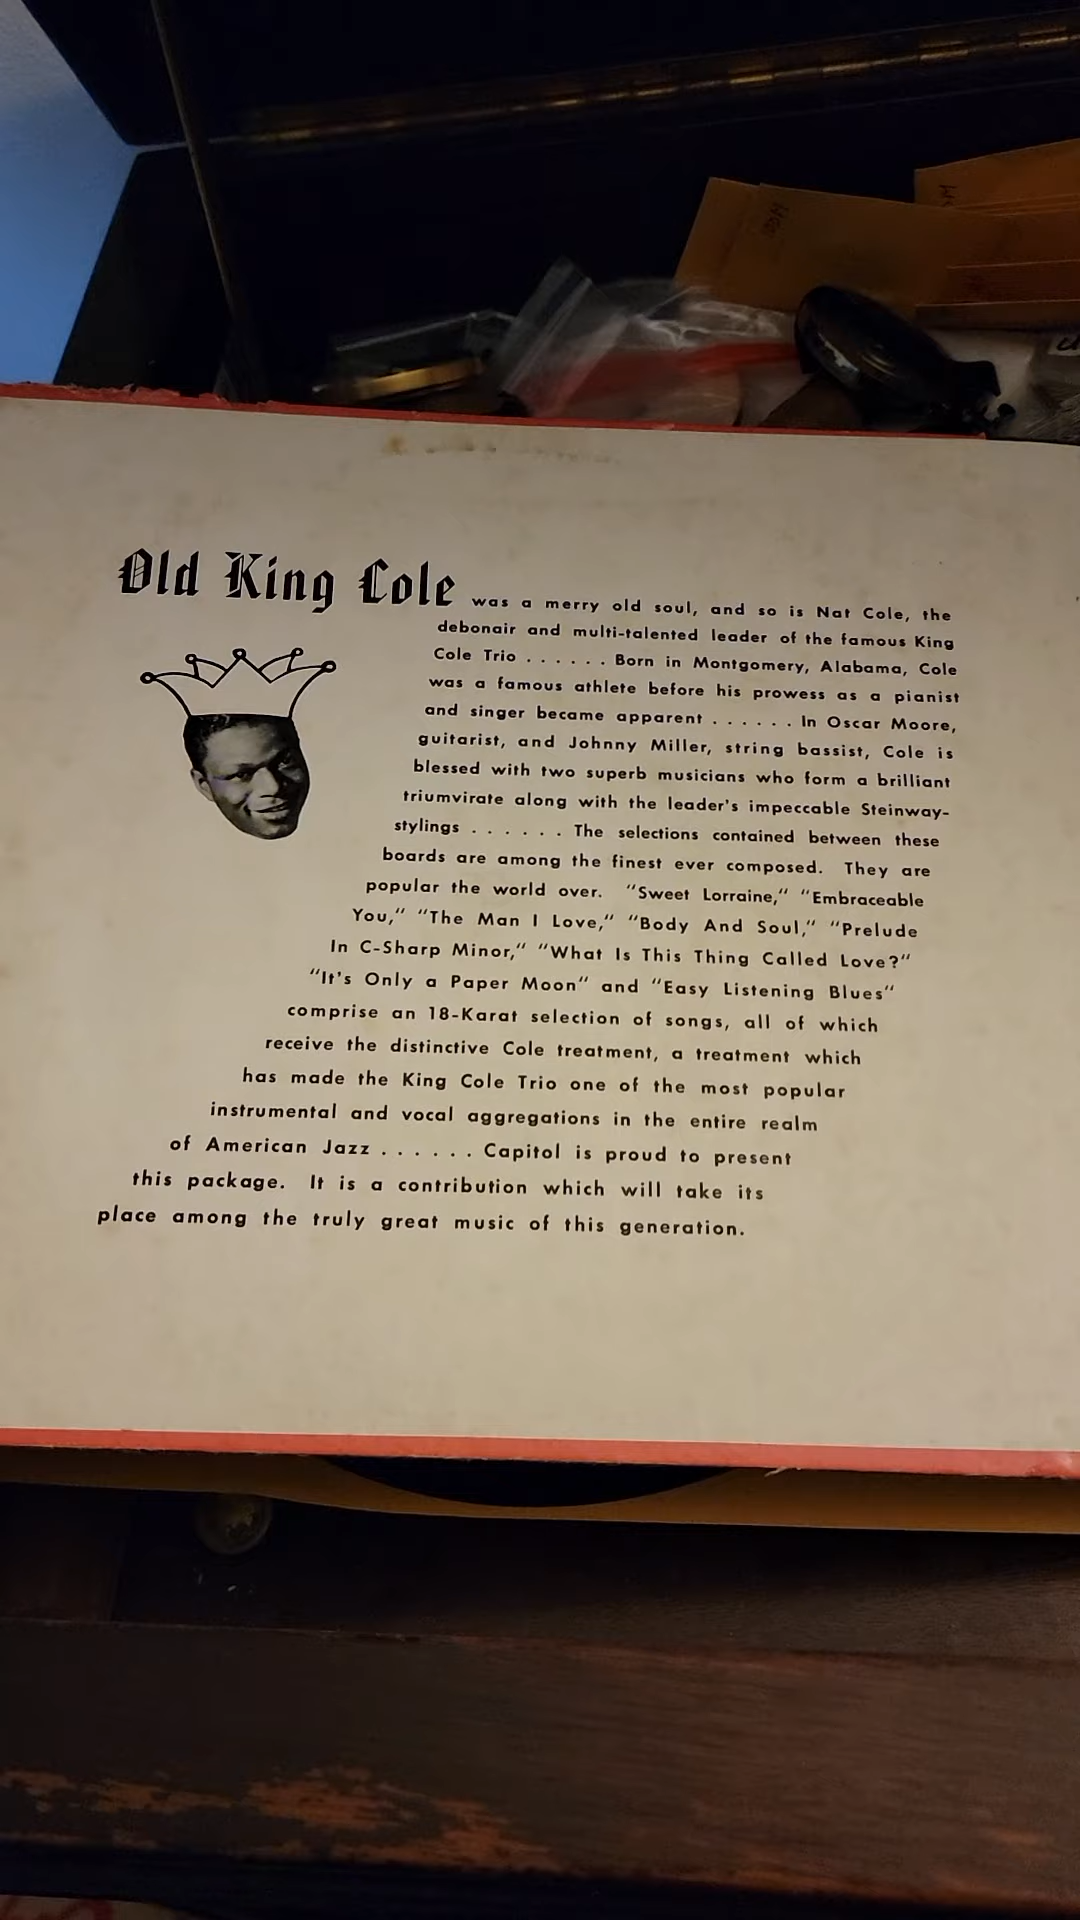 Old King Cole was a merry old soul, and so is Nat Cole, the
debonair and multi-talented leader of the famous King
Cole Trio . . . . . . Born in Montgomery, Alabama, Cole
was a famous athlete before his prowess as a pianist
and singer became apparent . . . . . . In Oscar Moore,
guitarist, and Johnny Miller, string bassist, Cole is
blessed with two superb musicians who form a brilliant
triumvirate along with the leader's impeccable Steinway-
stylings . . . . . . The selections contained between these
boards are among the finest ever composed. They are
popular the world over. "Sweet Lorraine," "Embraceable
You," "The Man I Love," "Body And Soul," "Prelude
In C-Sharp Minor," "What Is This Thing Called Love?"
"It's Only a Paper Moon" and "Easy Listening Blues"
comprise an 18-Karat selection of songs, all of which
receive the distinctive Cole treatment, a treatment which
has made the King Cole Trio one of the most popular
instrumental and vocal aggregations in the entire realm
of American Jazz . . . . . . Capitol is proud to present
this package. It is a contribution which will take its
place among the truly great music of this generation.